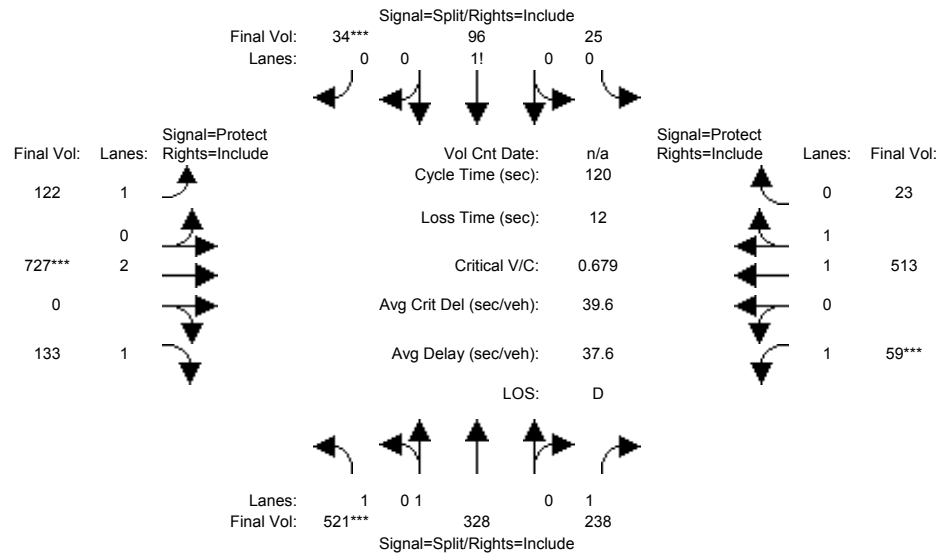 Signal=Split/Rights=Include
Final Vol: 34*** 96 25
Lanes: 0 0 1! 0 0
Signal=Protect
Final Vol: Lanes: Rights=Include
Vol Cnt Date: n/a
Cycle Time (sec): 120
Loss Time (sec): 12
Critical V/C: 0.679
Avg Crit Del (sec/veh): 39.6
Avg Delay (sec/veh): 37.6
LOS: D
Signal=Protect
Rights=Include Lanes: Final Vol:
122 1
0
727*** 2
0
133 1
0 23
1
1 513
0
1 59***
Lanes: 1 0 1 0 1
Final Vol: 521*** 328 238
Signal=Split/Rights=Include